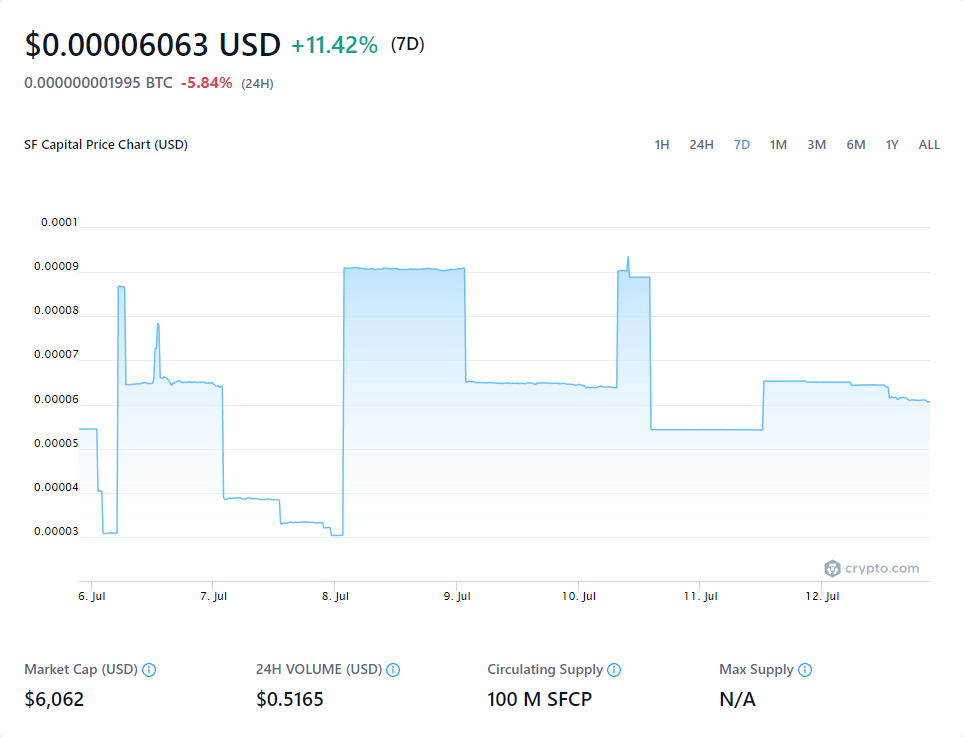 $0.00006063 USD +11.42% (7D)
0.000000001995 BTC -5.84% (24H)
SF Capital Price Chart (USD) 1H 24H 7D 1M 3M 6M 1Y ALL
0.0001
0.00009
0.00008
0.00007
0.00006
0.00005
0.00004
0.00003
crypto.com
6. Jul 7. Jul 8. Jul 9. Jul 10. Jul 11. Jul 12. Jul
Market Cap (USD) 24H VOLUME (USD) Circulating Supply Max Supply
$6,062 $0.5165 100 M SFCP N/A